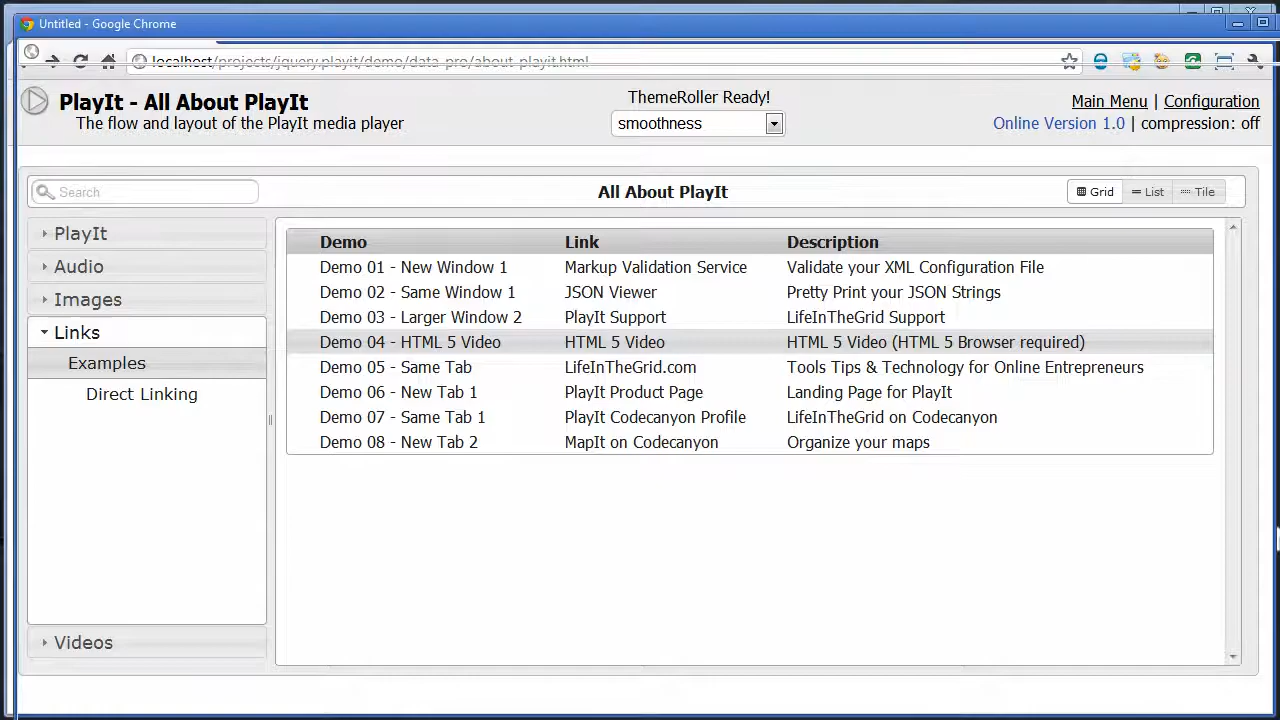 Untitled - Google Chrome
localhost/projects/jquery.playit/demo/data_pro/about_playit.html
PlayIt - All About PlayIt
The flow and layout of the PlayIt media player
ThemeRoller Ready!
smoothness
Main Menu | Configuration
Online Version 1.0 | compression: off
Search
All About PlayIt
Grid List Tile
PlayIt
Audio
Images
Links
Examples
Direct Linking
Videos
Demo Link Description
Demo 01 - New Window 1 Markup Validation Service Validate your XML Configuration File
Demo 02 - Same Window 1 JSON Viewer Pretty Print your JSON Strings
Demo 03 - Larger Window 2 PlayIt Support LifeInTheGrid Support
Demo 04 - HTML 5 Video HTML 5 Video HTML 5 Video (HTML 5 Browser required)
Demo 05 - Same Tab LifeInTheGrid.com Tools Tips & Technology for Online Entrepreneurs
Demo 06 - New Tab 1 PlayIt Product Page Landing Page for PlayIt
Demo 07 - Same Tab 1 PlayIt Codecanyon Profile LifeInTheGrid on Codecanyon
Demo 08 - New Tab 2 MapIt on Codecanyon Organize your maps